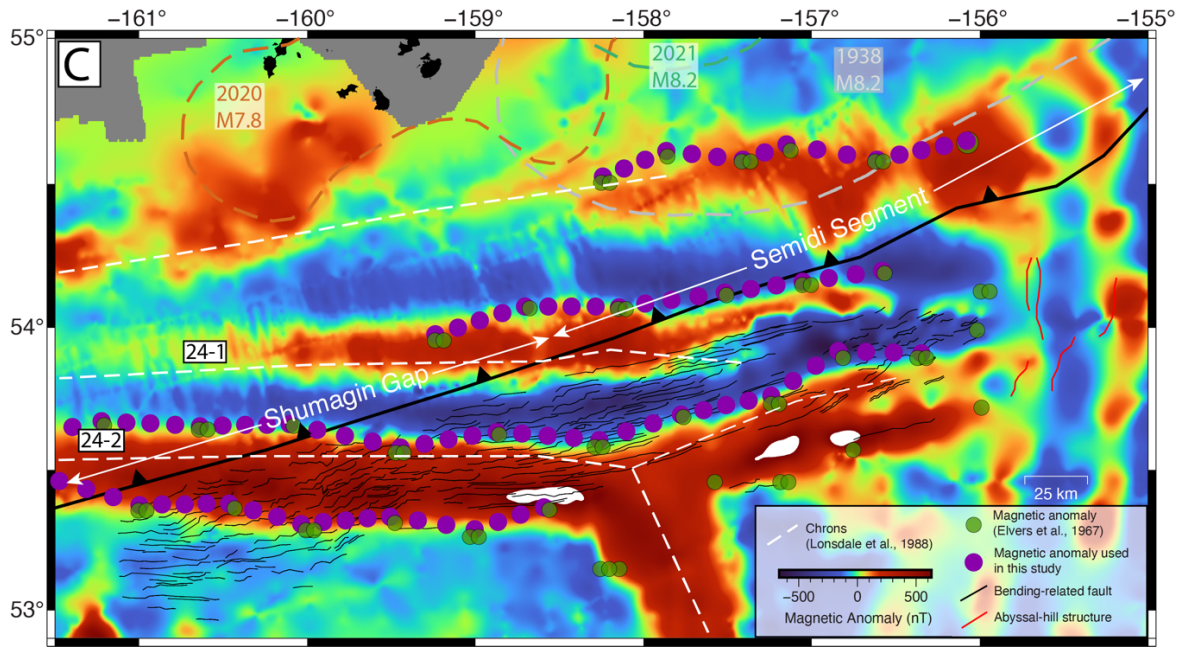 −161° −160° −159° −158° −157° −156° −155°
55°
C
2020
M7.8
2021
M8.2
1938
M8.2
Semidi Segment
54°
24-1
Shumagin Gap
24-2
25 km
Chrons
(Lonsdale et al., 1988)
−500 0 500
Magnetic Anomaly (nT)
Magnetic anomaly
(Elvers et al., 1967)
Magnetic anomaly used
in this study
Bending-related fault
Abyssal-hill structure
53°